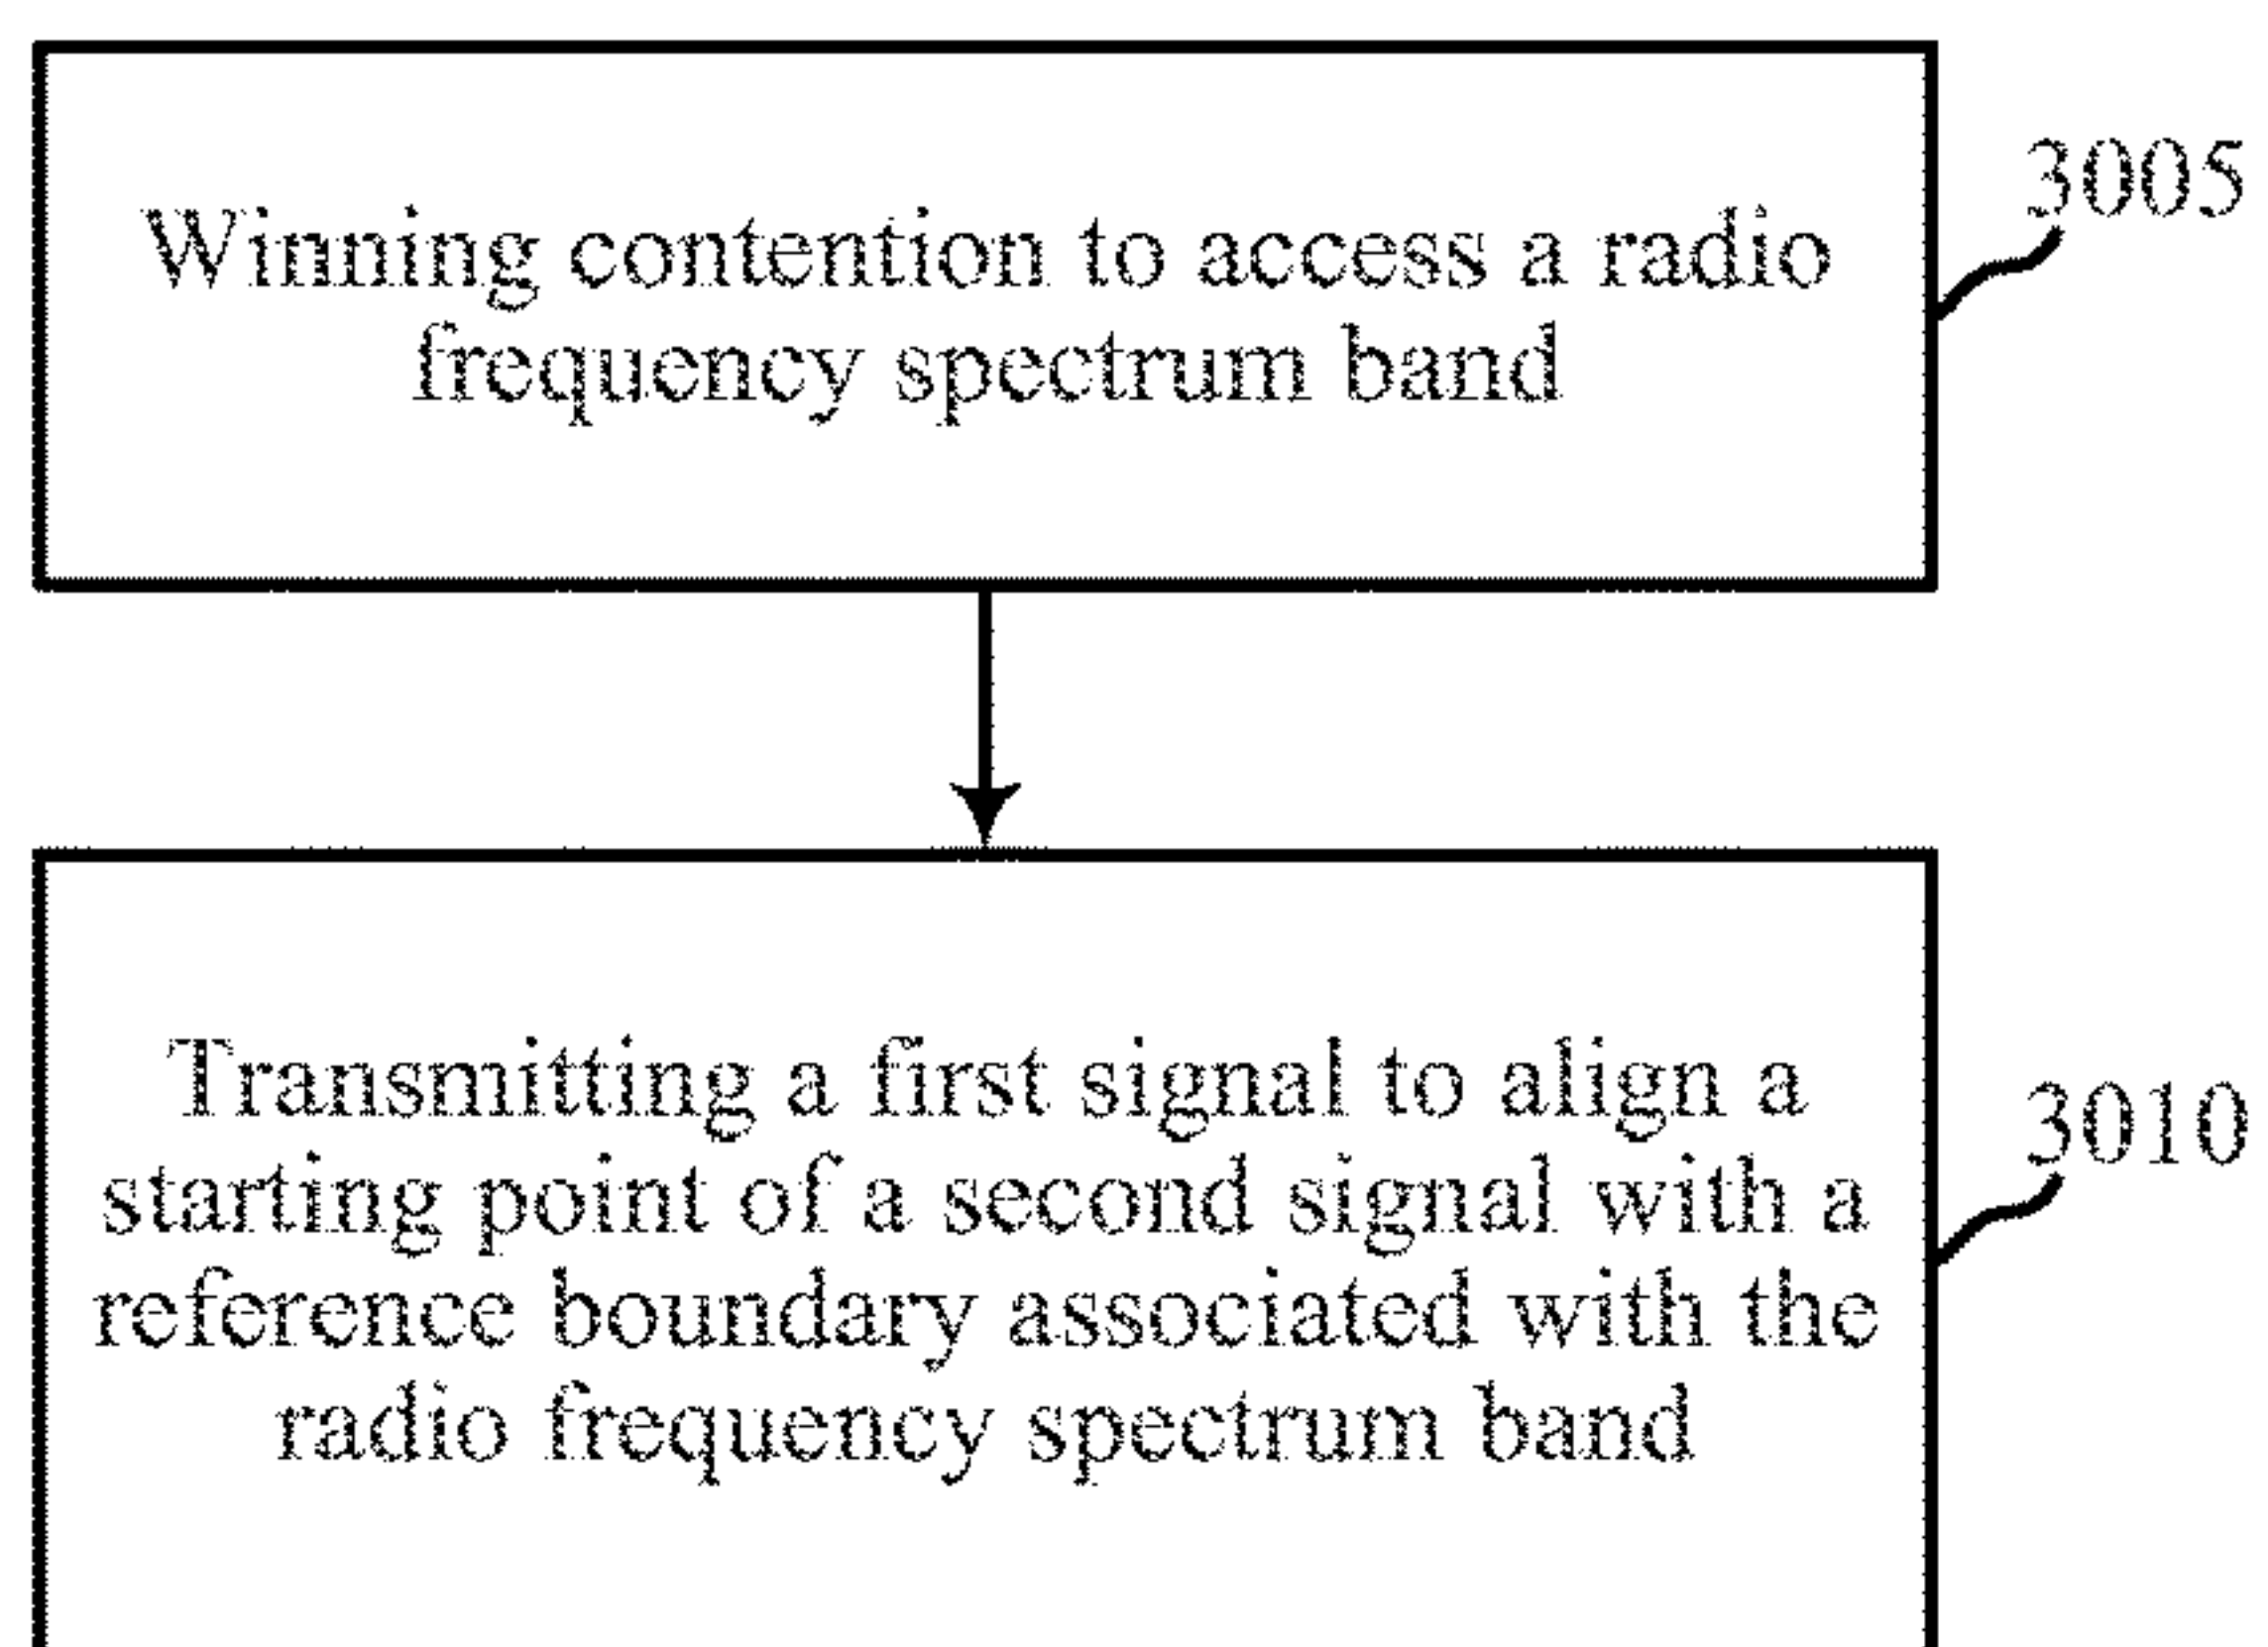 Winning contention to access a radio
frequency spectrum band
3005
Transmitting a first signal to align a
starting point of a second signal with a
reference boundary associated with the
radio frequency spectrum band
3010